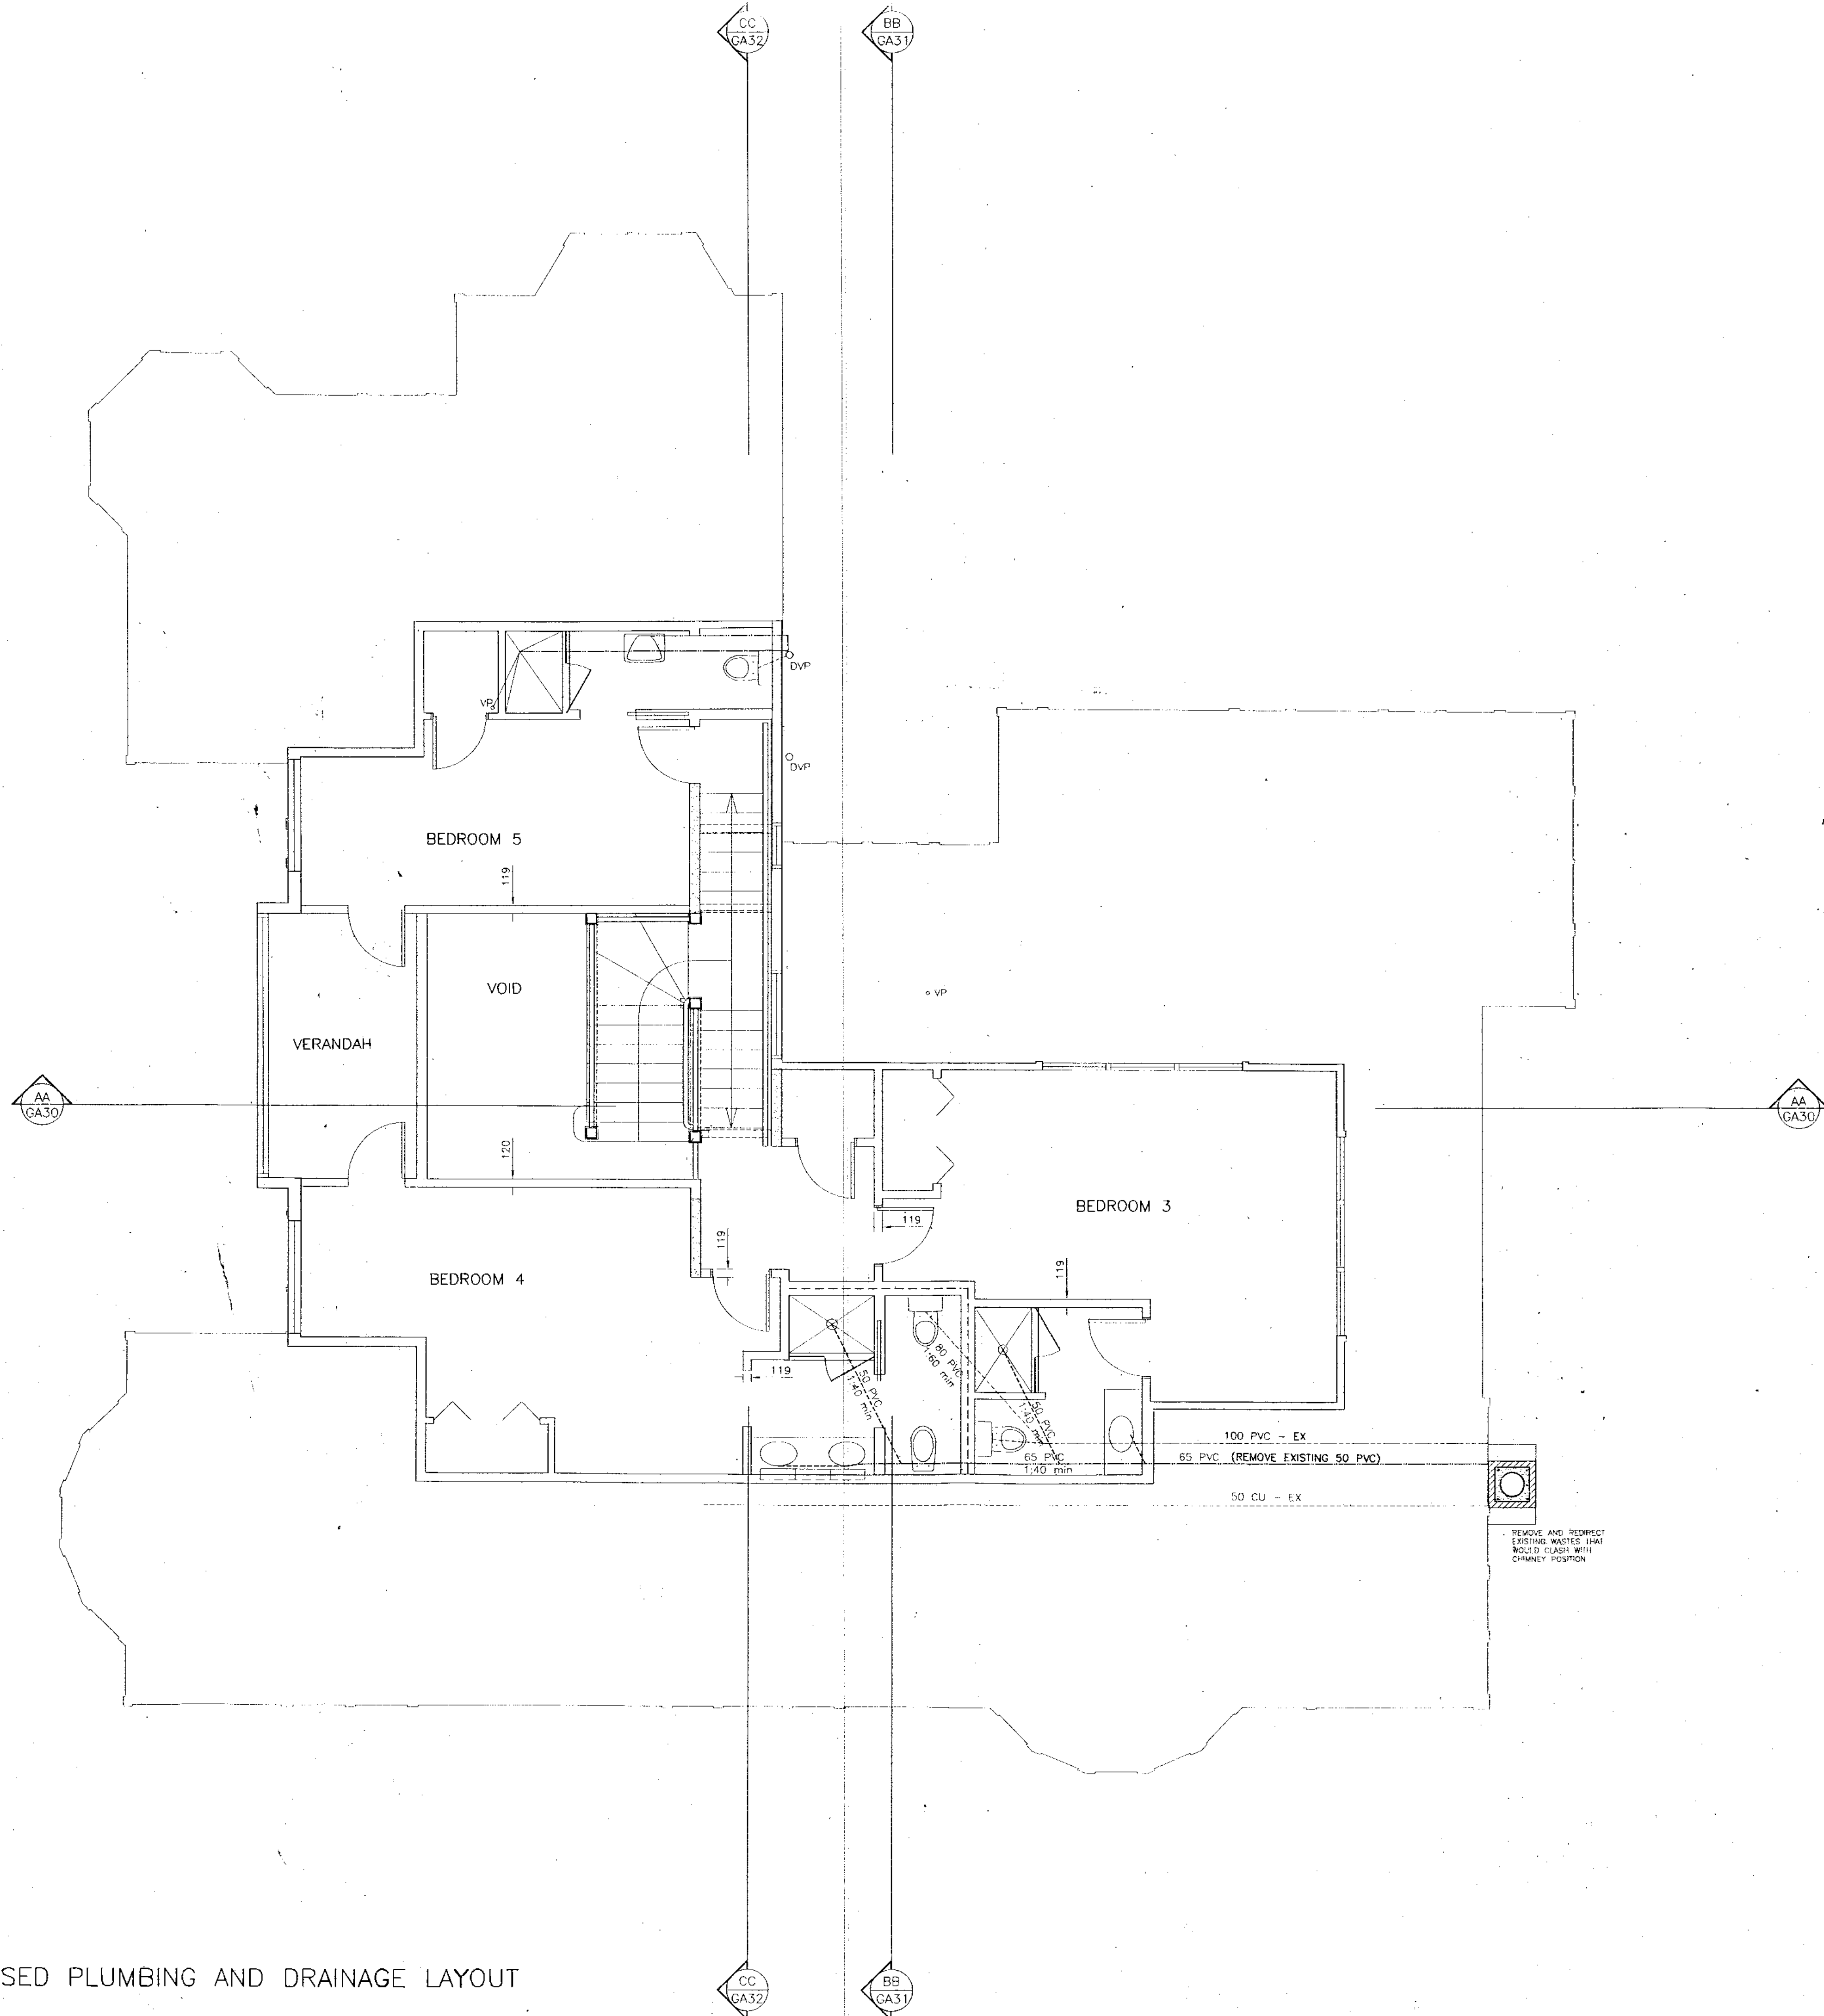 CC
GA32
BB
GA31
DVP
VP
DVP
BEDROOM 5
119
VOID
VP
VERANDAH
AA
GA30
AA
GA30
120
BEDROOM 3
119
119
119
BEDROOM 4
80 PVC
1:60 min
119
50 PVC
1:40 min
50 PVC
1:40 min
100 PVC - EX
65 PVC
1:40 min
65 PVC (REMOVE EXISTING 50 PVC)
50 CU - EX
REMOVE AND REDIRECT
EXISTING WASTES THAT
WOULD CLASH WITH
CHIMNEY POSITION
SED PLUMBING AND DRAINAGE LAYOUT
CC
GA32
BB
GA31